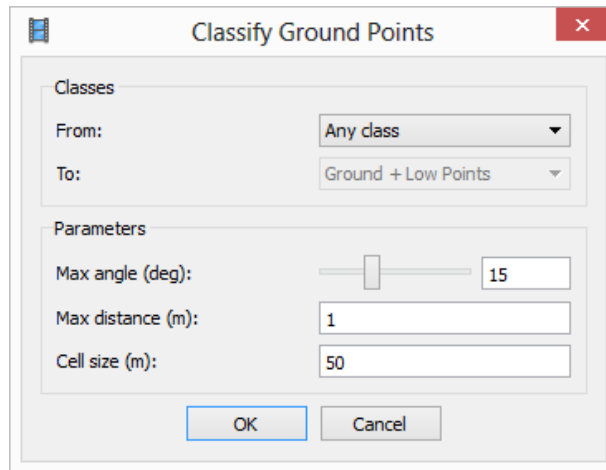 Classify Ground Points
Classes
From: Any class
To: Ground + Low Points
Parameters
Max angle (deg): 15
Max distance (m): 1
Cell size (m): 50
OK Cancel